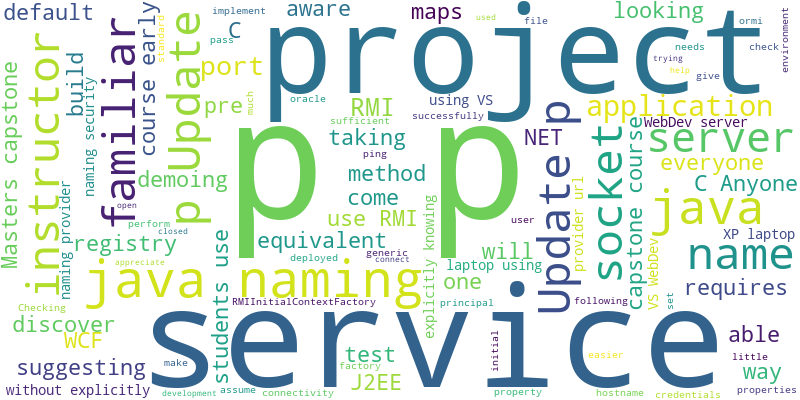 default
implement
aware
maps
looking
used
file
ormi
environment
standard
C
pass
project
instructor
familiar
course early
p Update
build
port
needs
check
trying
help
give
pre
oracle
much
RMI
using VS
successfully
application
Masters capstone
naming security
sufficient
taking
ping
p p
NET
WebDev server
server
socket
Update p
everyone
demoing
method
come
C Anyone
java
capstone course
provider url
naming provider
open
perform
closed
use RMI
user
XP laptop
registry
equivalent
will
name
students use
generic
connect
deployed
explicitly knowing
laptop using
VS WebDev
appreciate
java naming
one
requires
RMIInitialContextFactory
principal
following
set
Checking
discover
service
able
little
WCF
test
initial
easier
way
suggesting
make
factory
J2EE
properties
without explicitly
development
assume
connectivity
property
hostname
credentials